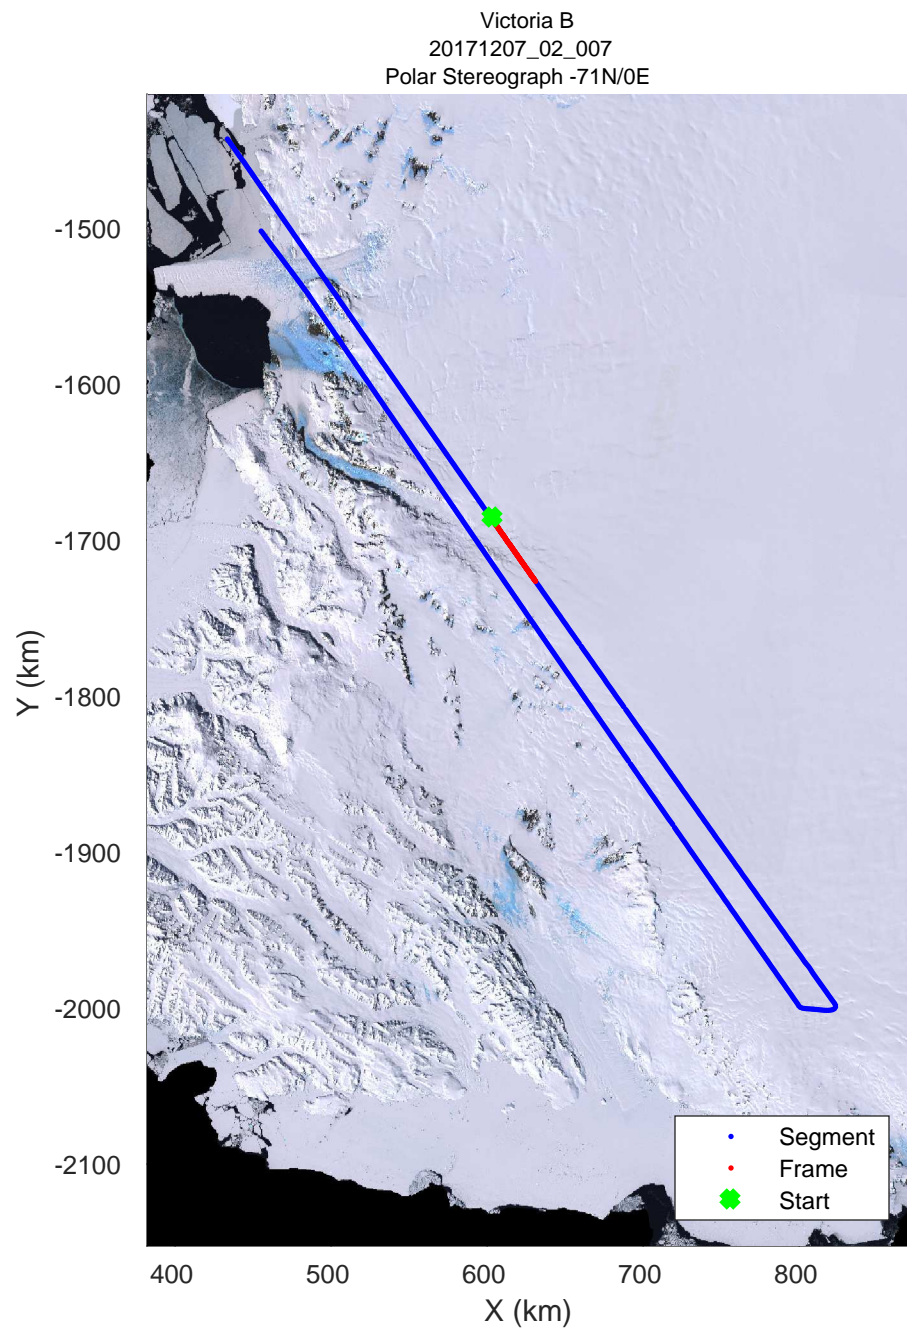 Victoria B
20171207_02_007
Polar Stereograph -71N/0E
-1500
-1600
-1700
-1800
-1900
-2000
-2100
Y (km)
400 500 600 700 800
X (km)
Segment
Frame
Start